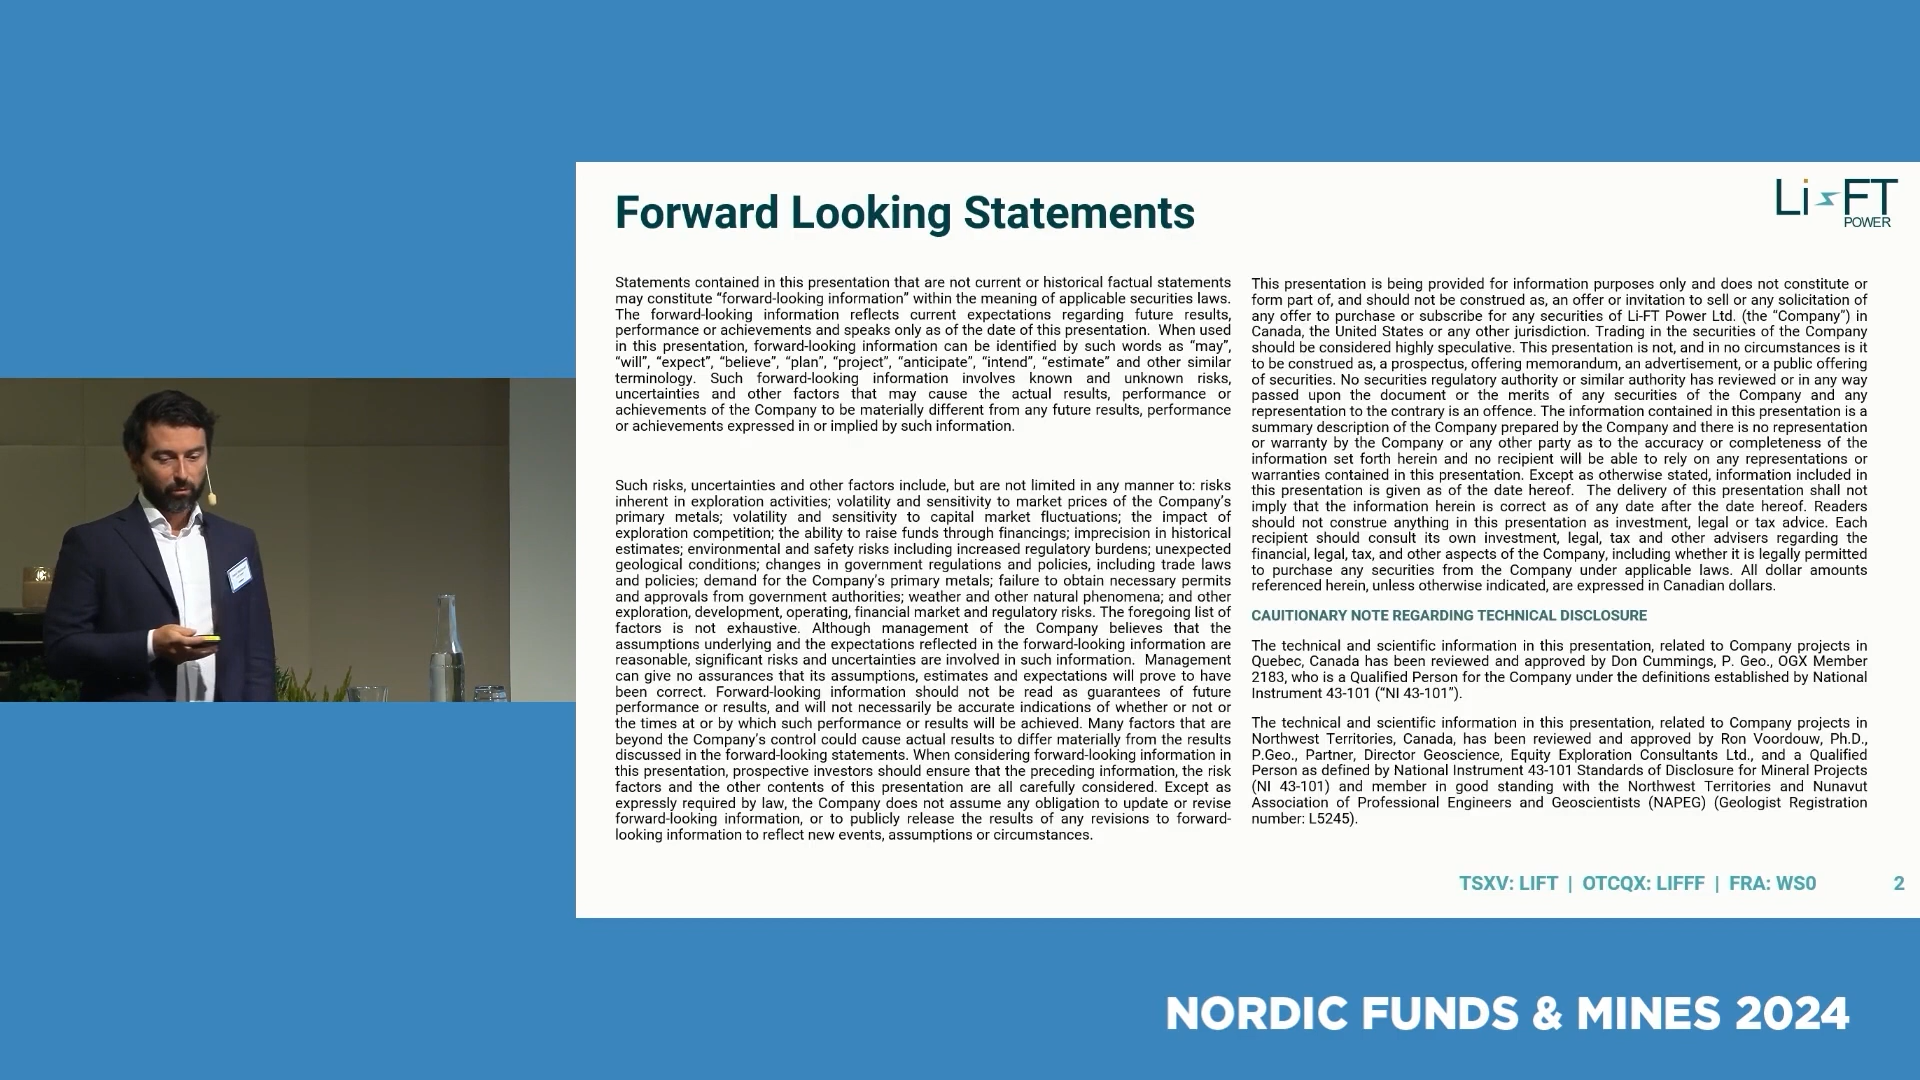 Forward Looking Statements
Li FT
POWER
Statements contained in this presentation that are not current or historical factual statements
may constitute “forward-looking information” within the meaning of applicable securities laws.
The forward-looking information reflects current expectations regarding future results,
performance or achievements and speaks only as of the date of this presentation. When used
in this presentation, forward-looking information can be identified by such words as “may”,
“will”, “expect”, “believe”, “plan”, “project”, “anticipate”, “intend”, “estimate” and other similar
terminology. Such forward-looking information involves known and unknown risks,
uncertainties and other factors that may cause the actual results, performance or
achievements of the Company to be materially different from any future results, performance
or achievements expressed in or implied by such information.
Such risks, uncertainties and other factors include, but are not limited in any manner to: risks
inherent in exploration activities; volatility and sensitivity to market prices of the Company’s
primary metals; volatility and sensitivity to capital market fluctuations; the impact of
exploration competition; the ability to raise funds through financings; imprecision in historical
estimates; environmental and safety risks including increased regulatory burdens; unexpected
geological conditions; changes in government regulations and policies, including trade laws
and policies; demand for the Company’s primary metals; failure to obtain necessary permits
and approvals from government authorities; weather and other natural phenomena; and other
exploration, development, operating, financial market and regulatory risks. The foregoing list of
factors is not exhaustive. Although management of the Company believes that the
assumptions underlying and the expectations reflected in the forward-looking information are
reasonable, significant risks and uncertainties are involved in such information. Management
can give no assurances that its assumptions, estimates and expectations will prove to have
been correct. Forward-looking information should not be read as guarantees of future
performance or results, and will not necessarily be accurate indications of whether or not or
the times at or by which such performance or results will be achieved. Many factors that are
beyond the Company’s control could cause actual results to differ materially from the results
discussed in the forward-looking statements. When considering forward-looking information in
this presentation, prospective investors should ensure that the preceding information, the risk
factors and the other contents of this presentation are all carefully considered. Except as
expressly required by law, the Company does not assume any obligation to update or revise
forward-looking information, or to publicly release the results of any revisions to forward-
looking information to reflect new events, assumptions or circumstances.
This presentation is being provided for information purposes only and does not constitute or
form part of, and should not be construed as, an offer or invitation to sell or any solicitation of
any offer to purchase or subscribe for any securities of Li-FT Power Ltd. (the “Company”) in
Canada, the United States or any other jurisdiction. Trading in the securities of the Company
should be considered highly speculative. This presentation is not, and in no circumstances is it
to be construed as, a prospectus, offering memorandum, an advertisement, or a public offering
of securities. No securities regulatory authority or similar authority has reviewed or in any way
passed upon the document or the merits of any securities of the Company and any
representation to the contrary is an offence. The information contained in this presentation is a
summary description of the Company prepared by the Company and there is no representation
or warranty by the Company or any other party as to the accuracy or completeness of the
information set forth herein and no recipient will be able to rely on any representations or
warranties contained in this presentation. Except as otherwise stated, information included in
this presentation is given as of the date hereof. The delivery of this presentation shall not
imply that the information herein is correct as of any date after the date hereof. Readers
should not construe anything in this presentation as investment, legal or tax advice. Each
recipient should consult its own investment, legal, tax and other advisers regarding the
financial, legal, tax, and other aspects of the Company, including whether it is legally permitted
to purchase any securities from the Company under applicable laws. All dollar amounts
referenced herein, unless otherwise indicated, are expressed in Canadian dollars.
CAUITIONARY NOTE REGARDING TECHNICAL DISCLOSURE
The technical and scientific information in this presentation, related to Company projects in
Quebec, Canada has been reviewed and approved by Don Cummings, P. Geo., OGX Member
2183, who is a Qualified Person for the Company under the definitions established by National
Instrument 43-101 (“NI 43-101”).
The technical and scientific information in this presentation, related to Company projects in
Northwest Territories, Canada, has been reviewed and approved by Ron Voordouw, Ph.D.,
P.Geo., Partner, Director Geoscience, Equity Exploration Consultants Ltd., and a Qualified
Person as defined by National Instrument 43-101 Standards of Disclosure for Mineral Projects
(NI 43-101) and member in good standing with the Northwest Territories and Nunavut
Association of Professional Engineers and Geoscientists (NAPEG) (Geologist Registration
number: L5245).
TSXV: LIFT | OTCQX: LIFFF | FRA: WS0
2
NORDIC FUNDS & MINES 2024